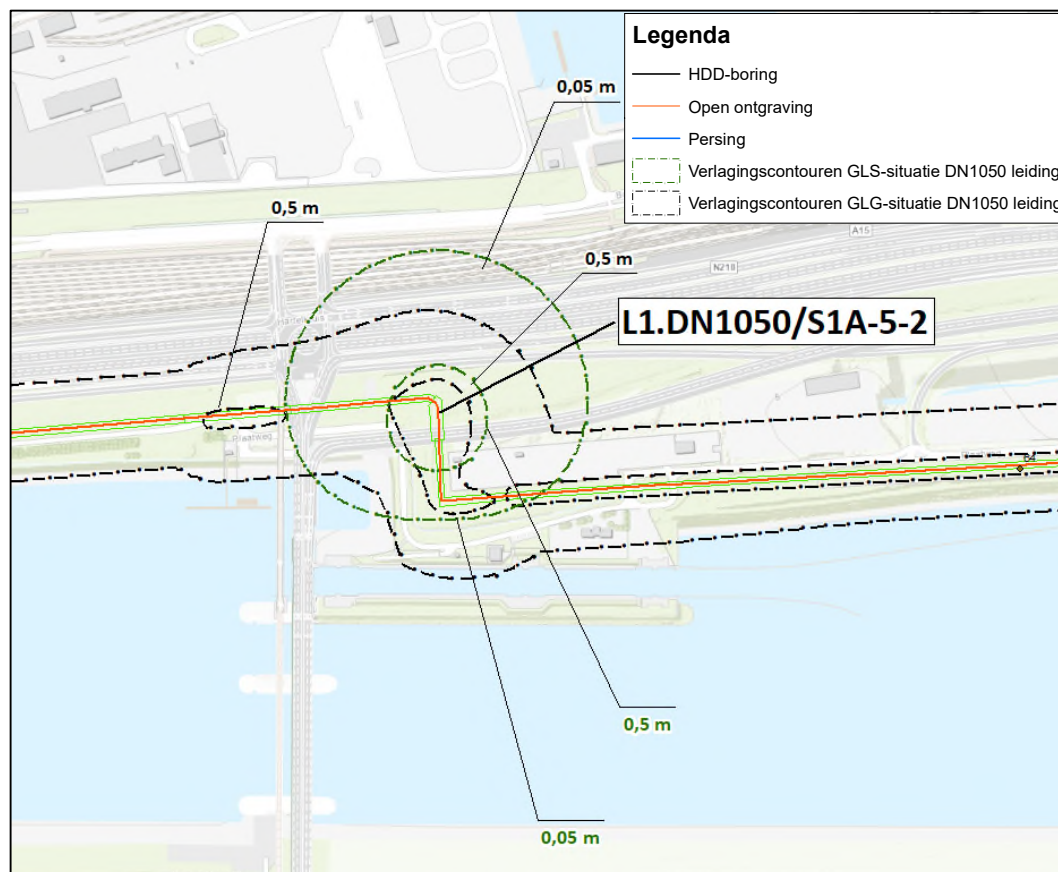 Legenda
HDD-boring
Open ontgraving
Persing
Verlagingscontouren GLS-situatie DN1050 leiding
Verlagingscontouren GLG-situatie DN1050 leiding
0,05 m
0,5 m
A15
0,5 m
N218
L1.DN1050/S1A-5-2
64
0,5 m
0,05 m